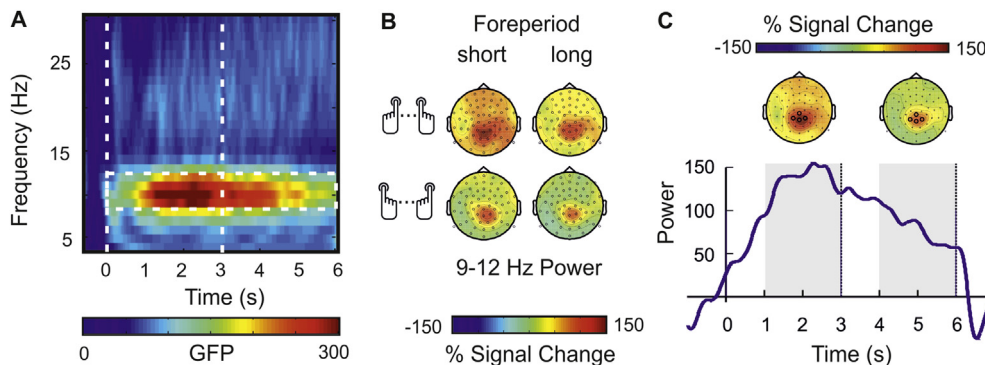 A
Frequency (Hz)
25
15
5
0 1 2 3 4 5 6
Time (s)
0 GFP 300
B
Foreperiod
short long
9-12 Hz Power
-150 150
% Signal Change
C
% Signal Change
-150 150
Power
150
100
50
0 1 2 3 4 5 6
Time (s)